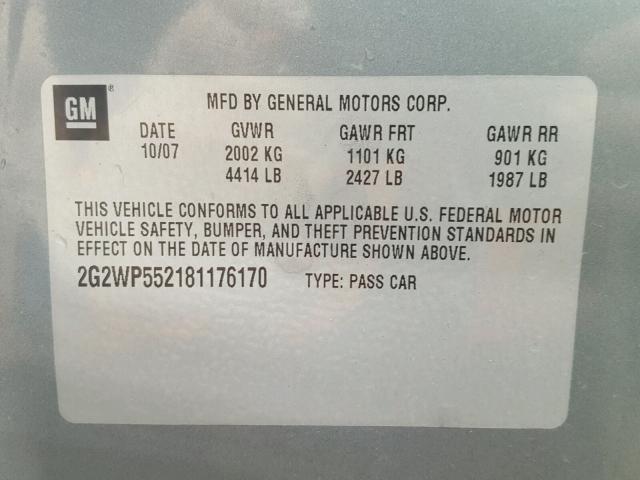 GM®
MFD BY GENERAL MOTORS CORP.
DATE GVWR GAWR FRT GAWR RR
10/07 2002 KG 1101 KG 901 KG
4414 LB 2427 LB 1987 LB
THIS VEHICLE CONFORMS TO ALL APPLICABLE U.S. FEDERAL MOTOR
VEHICLE SAFETY, BUMPER, AND THEFT PREVENTION STANDARDS IN
EFFECT ON THE DATE OF MANUFACTURE SHOWN ABOVE.
2G2WP552181176170 TYPE: PASS CAR